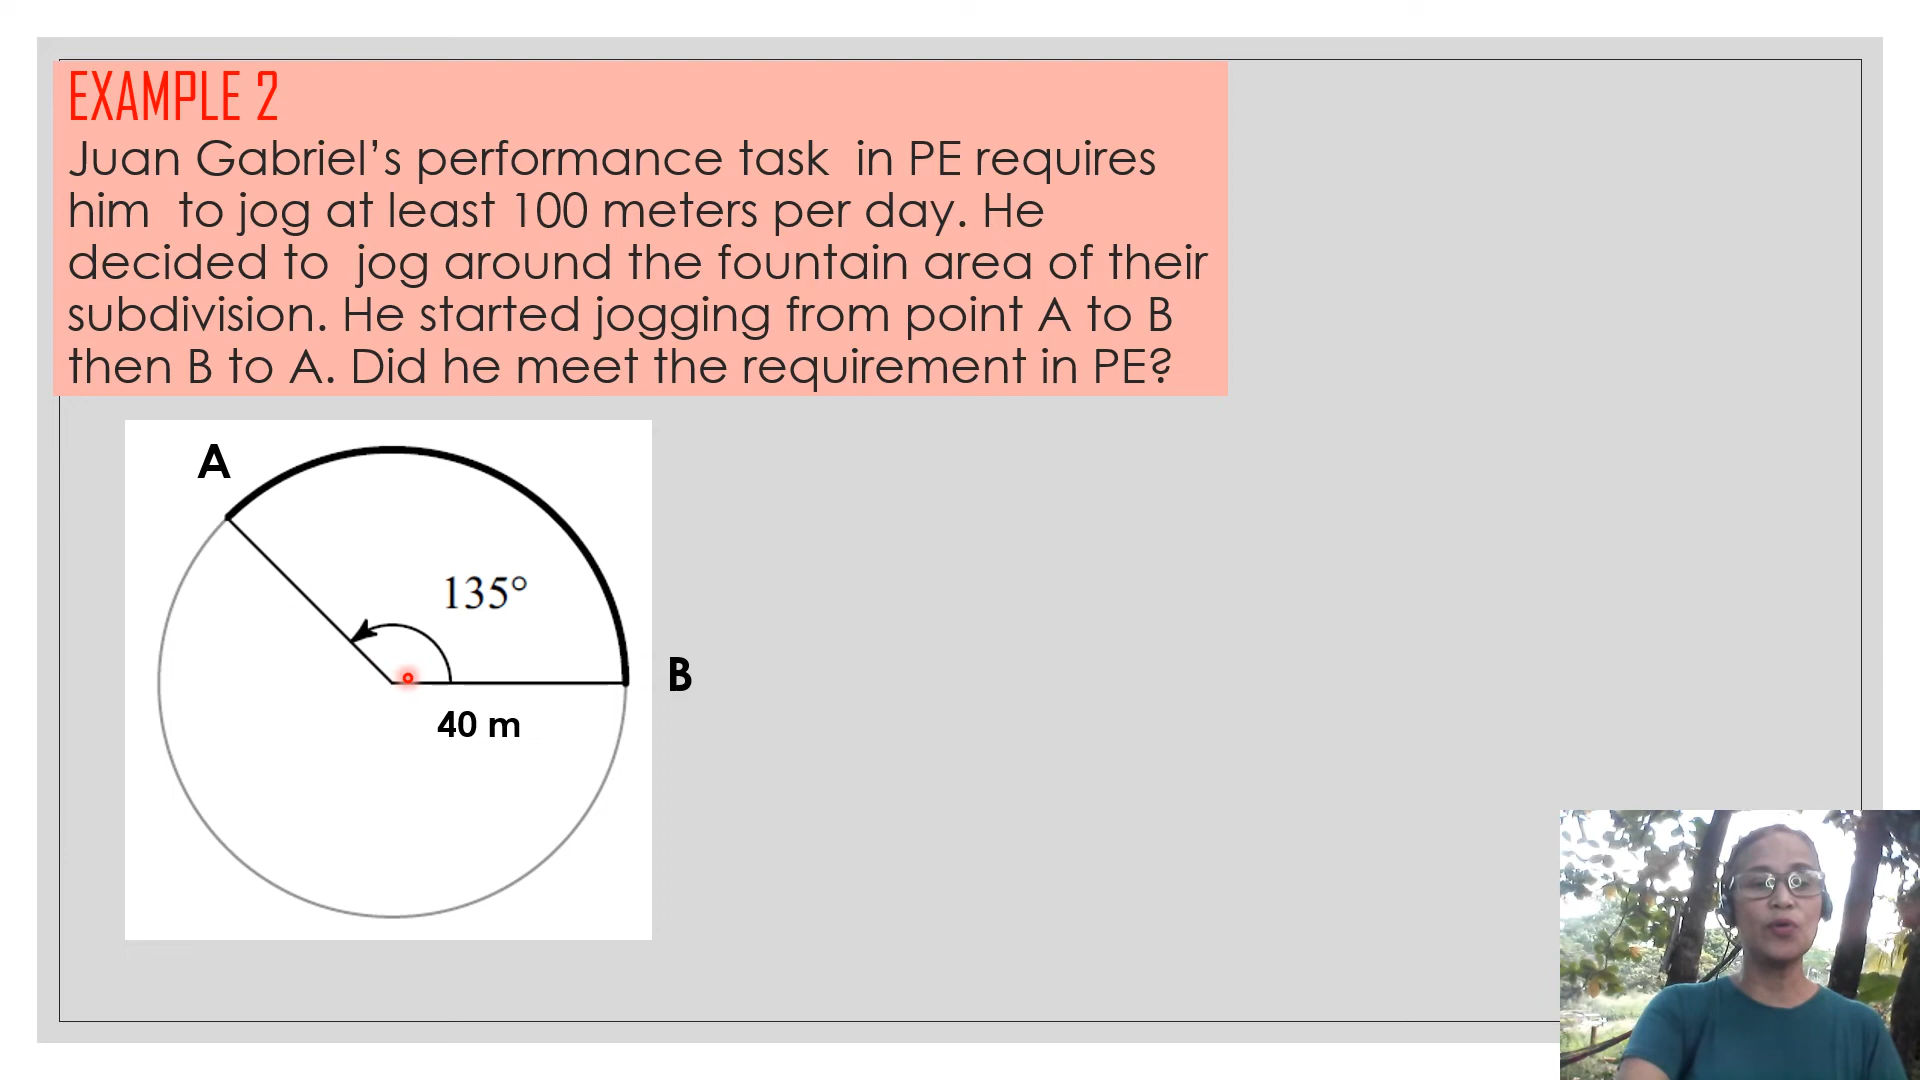 EXAMPLE 2
Juan Gabriel’s performance task in PE requires
him to jog at least 100 meters per day. He
decided to jog around the fountain area of their
subdivision. He started jogging from point A to B
then B to A. Did he meet the requirement in PE?
A
135°
B
40 m